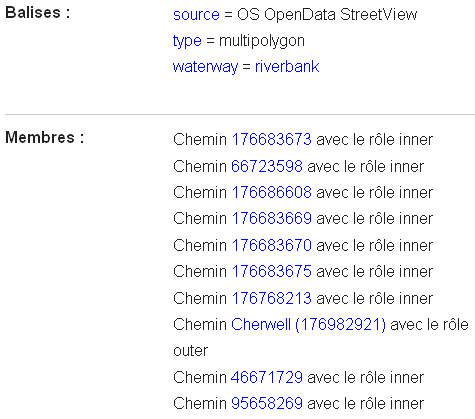 Balises : source = OS OpenData StreetView
type = multipolygon
waterway = riverbank
Membres : Chemin 176683673 avec le rôle inner
Chemin 66723598 avec le rôle inner
Chemin 176686608 avec le rôle inner
Chemin 176683669 avec le rôle inner
Chemin 176683670 avec le rôle inner
Chemin 176683675 avec le rôle inner
Chemin 176768213 avec le rôle inner
Chemin Cherwell (176982921) avec le rôle
outer
Chemin 46671729 avec le rôle inner
Chemin 95658269 avec le rôle inner